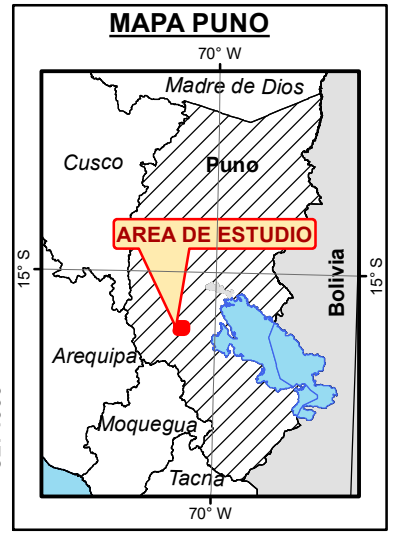 MAPA PUNO
70° W
Madre de Dios
Cusco
Puno
AREA DE ESTUDIO
15° S
15° S
Bolivia
Arequipa
Moquegua
Tacna
70° W